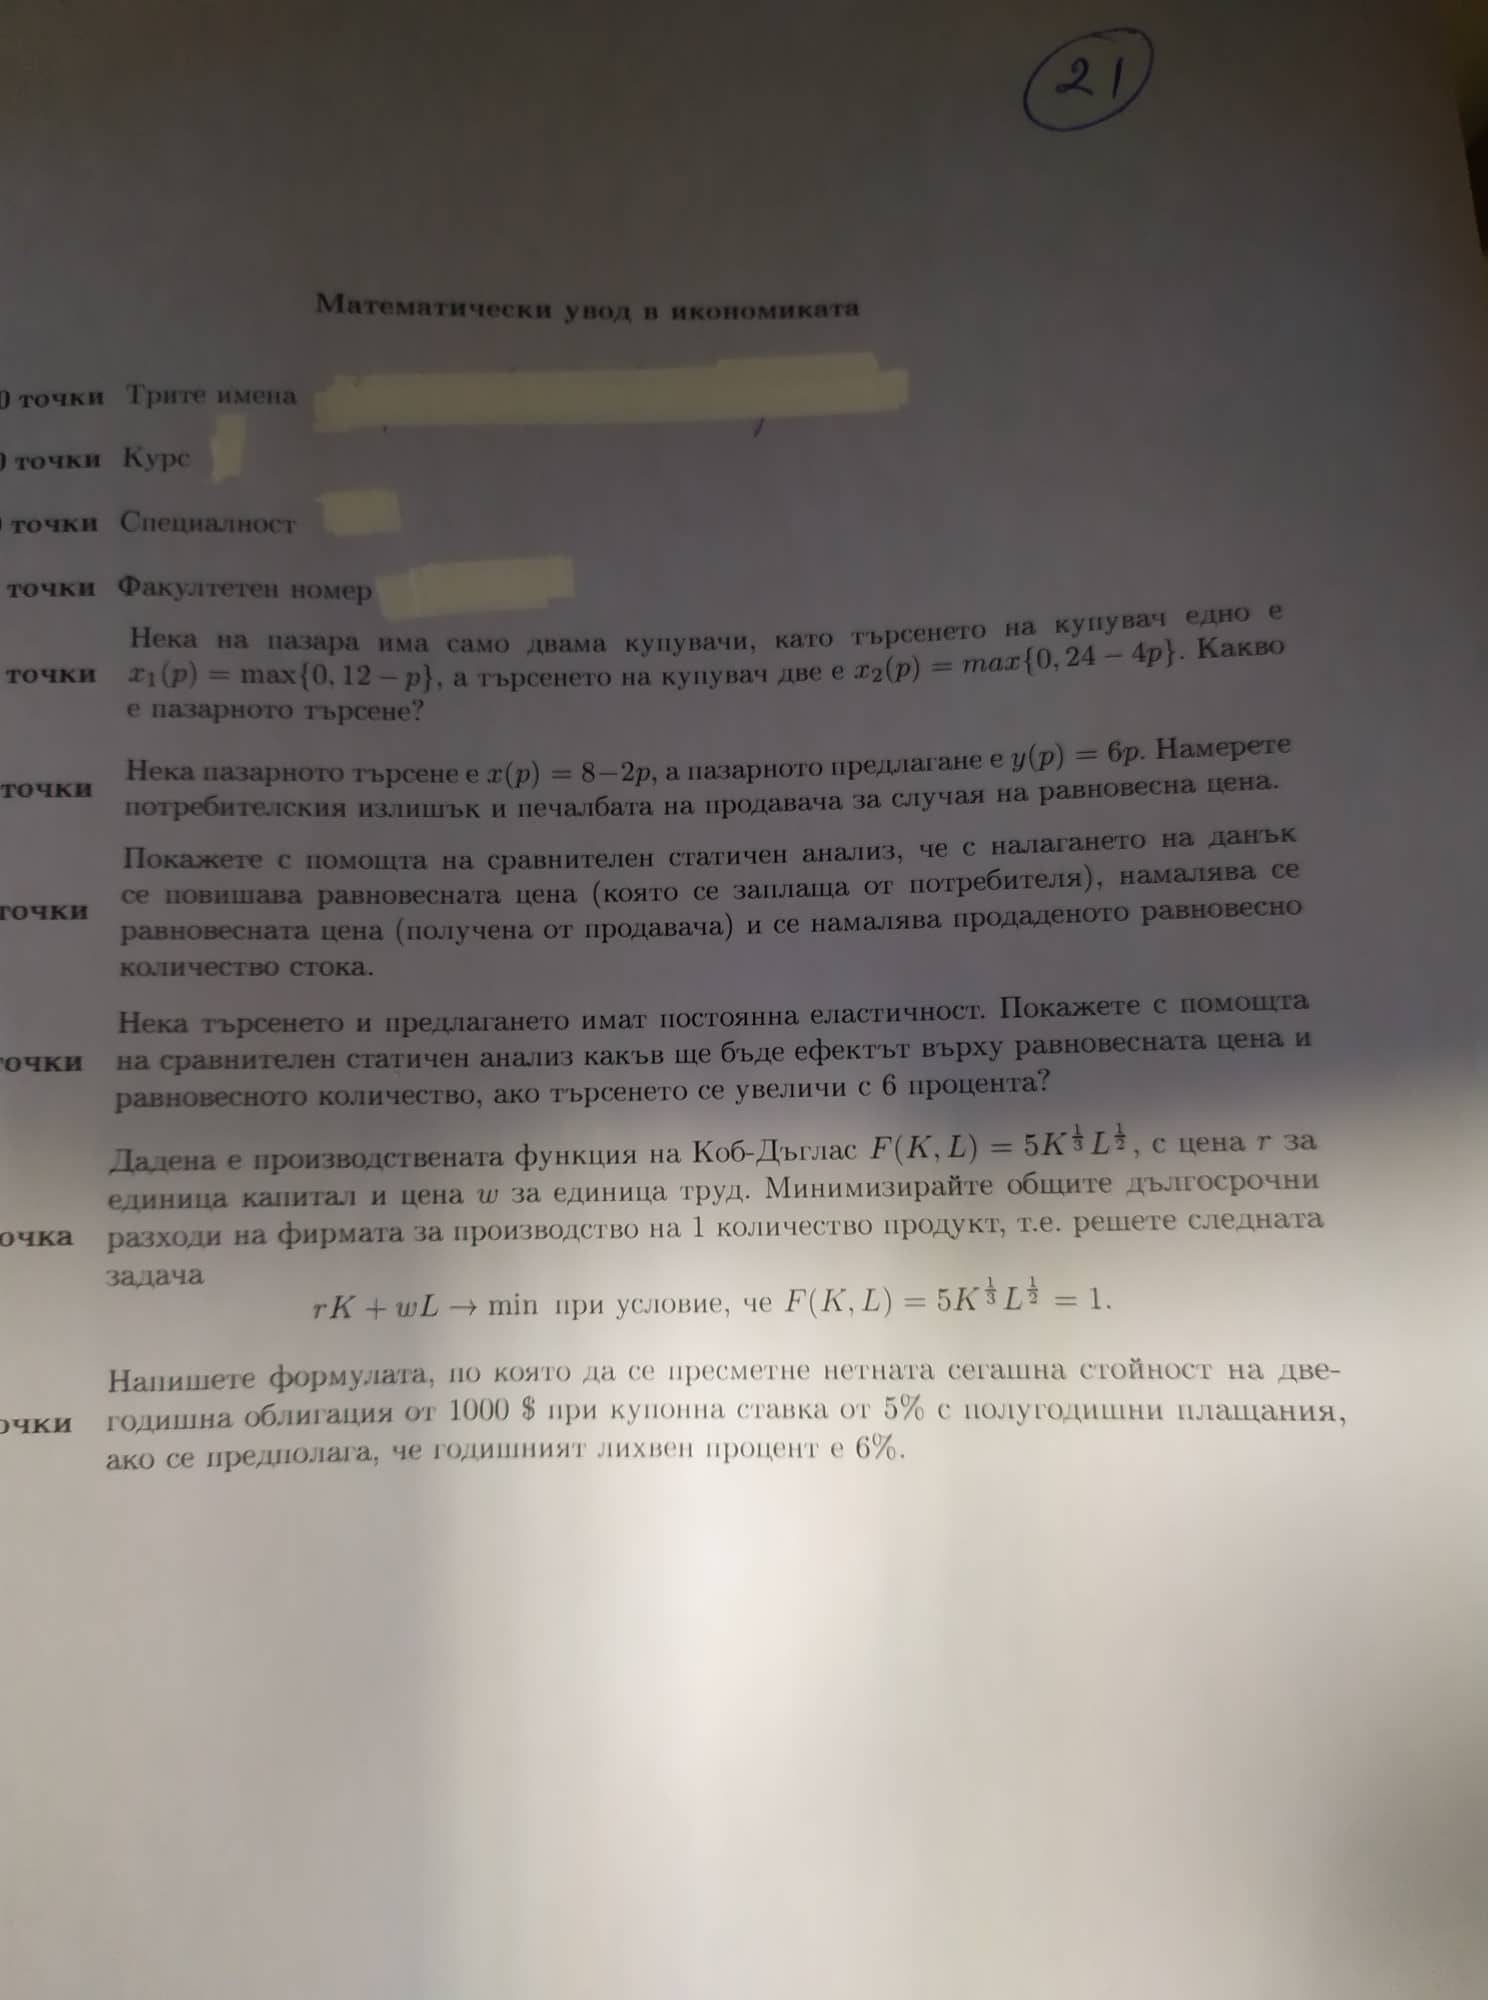 21
Математически увод в икономиката
0 точки Трите имена
0 точки Курс
точки Специалност
точки Факултетен номер
Нека на пазара има само двама купувачи, като търсенето на купувач едно е
точки x₁(p) = max{0, 12 − p}, а търсенето на купувач две е x₂(p) = max{0, 24 − 4p}. Какво
е пазарното търсене?
точки Нека пазарното търсене е x(p) = 8−2p, а пазарното предлагане е y(p) = 6p. Намерете
потребителския излишък и печалбата на продавача за случая на равновесна цена.
Покажете с помощта на сравнителен статичен анализ, че с налагането на данък
се повишава равновесната цена (която се заплаща от потребителя), намалява се
точки равновесната цена (получена от продавача) и се намалява продаденото равновесно
количество стока.
Нека търсенето и предлагането имат постоянна еластичност. Покажете с помощта
очки на сравнителен статичен анализ какъв ще бъде ефектът върху равновесната цена и
равновесното количество, ако търсенето се увеличи с 6 процента?
Дадена е производствената функция на Коб-Дъглас F(K, L) = 5K^{1/3}L^{1/2}, с цена r за
единица капитал и цена w за единица труд. Минимизирайте общите дългосрочни
очка разходи на фирмата за производство на 1 количество продукт, т.е. решете следната
задача
rK + wL → min при условие, че F(K, L) = 5K^{1/3}L^{1/2} = 1.
Напишете формулата, по която да се пресметне нетната сегашна стойност на две-
очки годишна облигация от 1000 $ при купонна ставка от 5% с полугодишни плащания,
ако се предполага, че годишният лихвен процент е 6%.